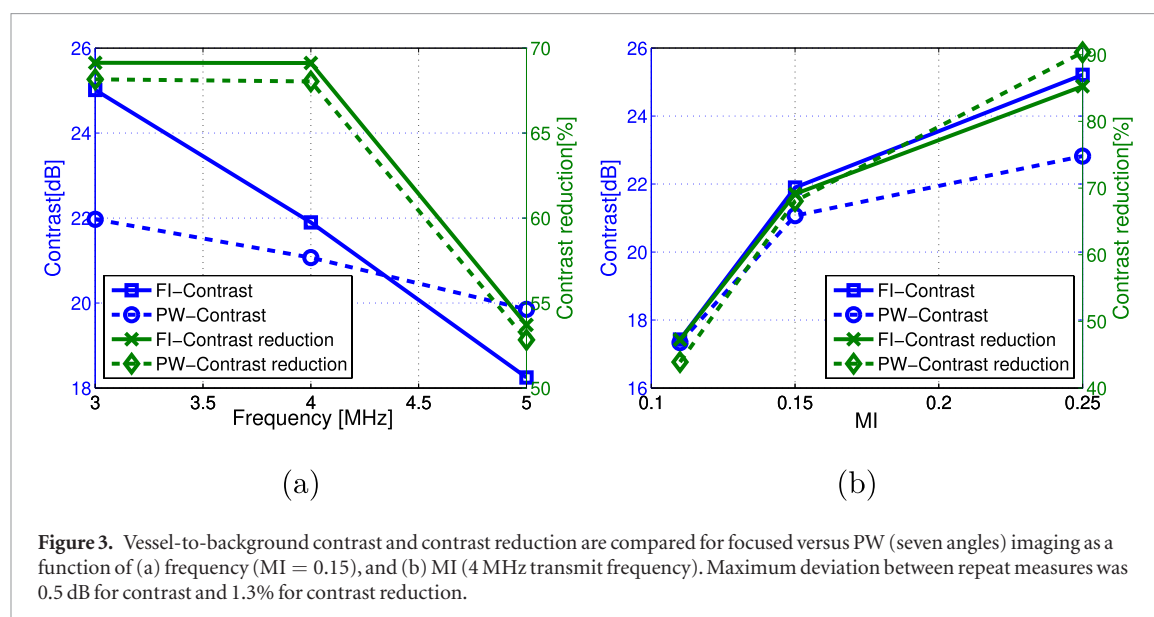 26
24
22
20
18
Contrast[dB]
70
65
60
55
50
Contrast reduction[%]
FI−Contrast
PW−Contrast
FI−Contrast reduction
PW−Contrast reduction
3 3.5 4 4.5 5
Frequency [MHz]
(a)
26
24
22
20
18
16
Contrast[dB]
90
80
70
60
50
40
Contrast reduction[%]
FI−Contrast
PW−Contrast
FI−Contrast reduction
PW−Contrast reduction
0.1 0.15 0.2 0.25
MI
(b)
Figure 3. Vessel-to-background contrast and contrast reduction are compared for focused versus PW (seven angles) imaging as a
function of (a) frequency (MI = 0.15), and (b) MI (4 MHz transmit frequency). Maximum deviation between repeat measures was
0.5 dB for contrast and 1.3% for contrast reduction.